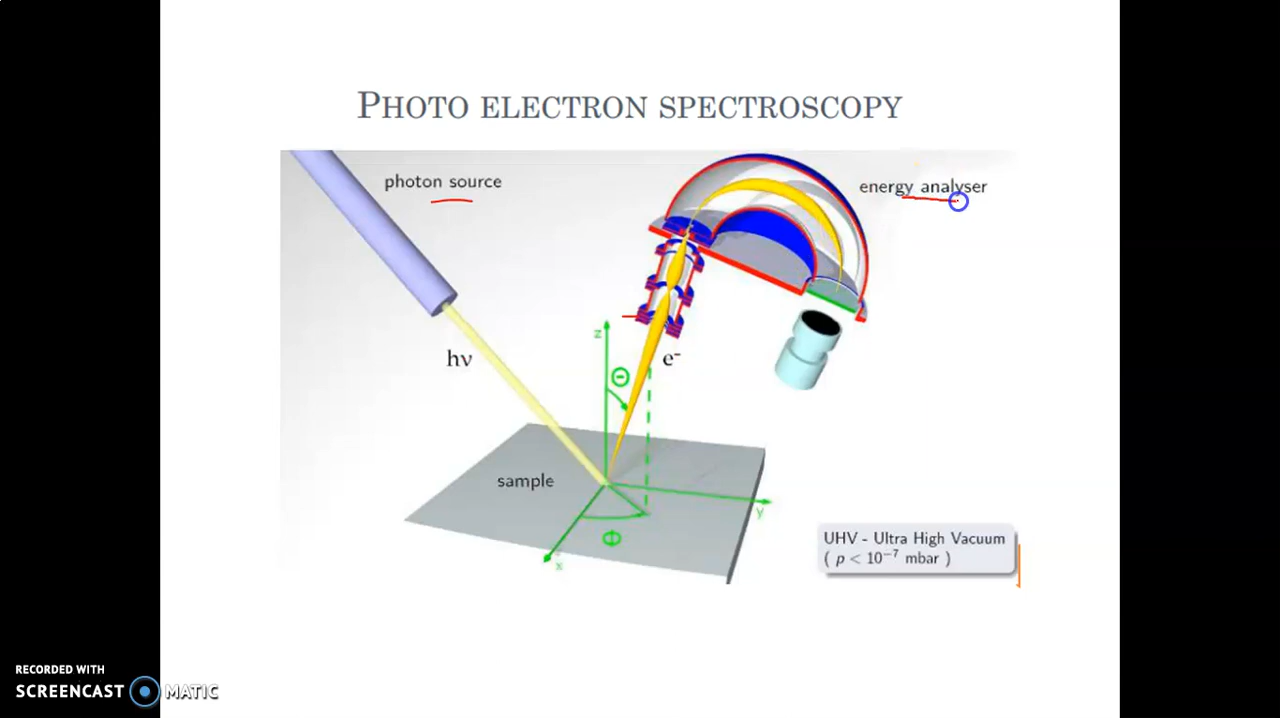 PHOTO ELECTRON SPECTROSCOPY
photon source
energy analyser
hν
e⁻
z
Θ
sample
y
Φ
x
UHV - Ultra High Vacuum
( p < 10⁻⁷ mbar )
RECORDED WITH
SCREENCAST MATIC